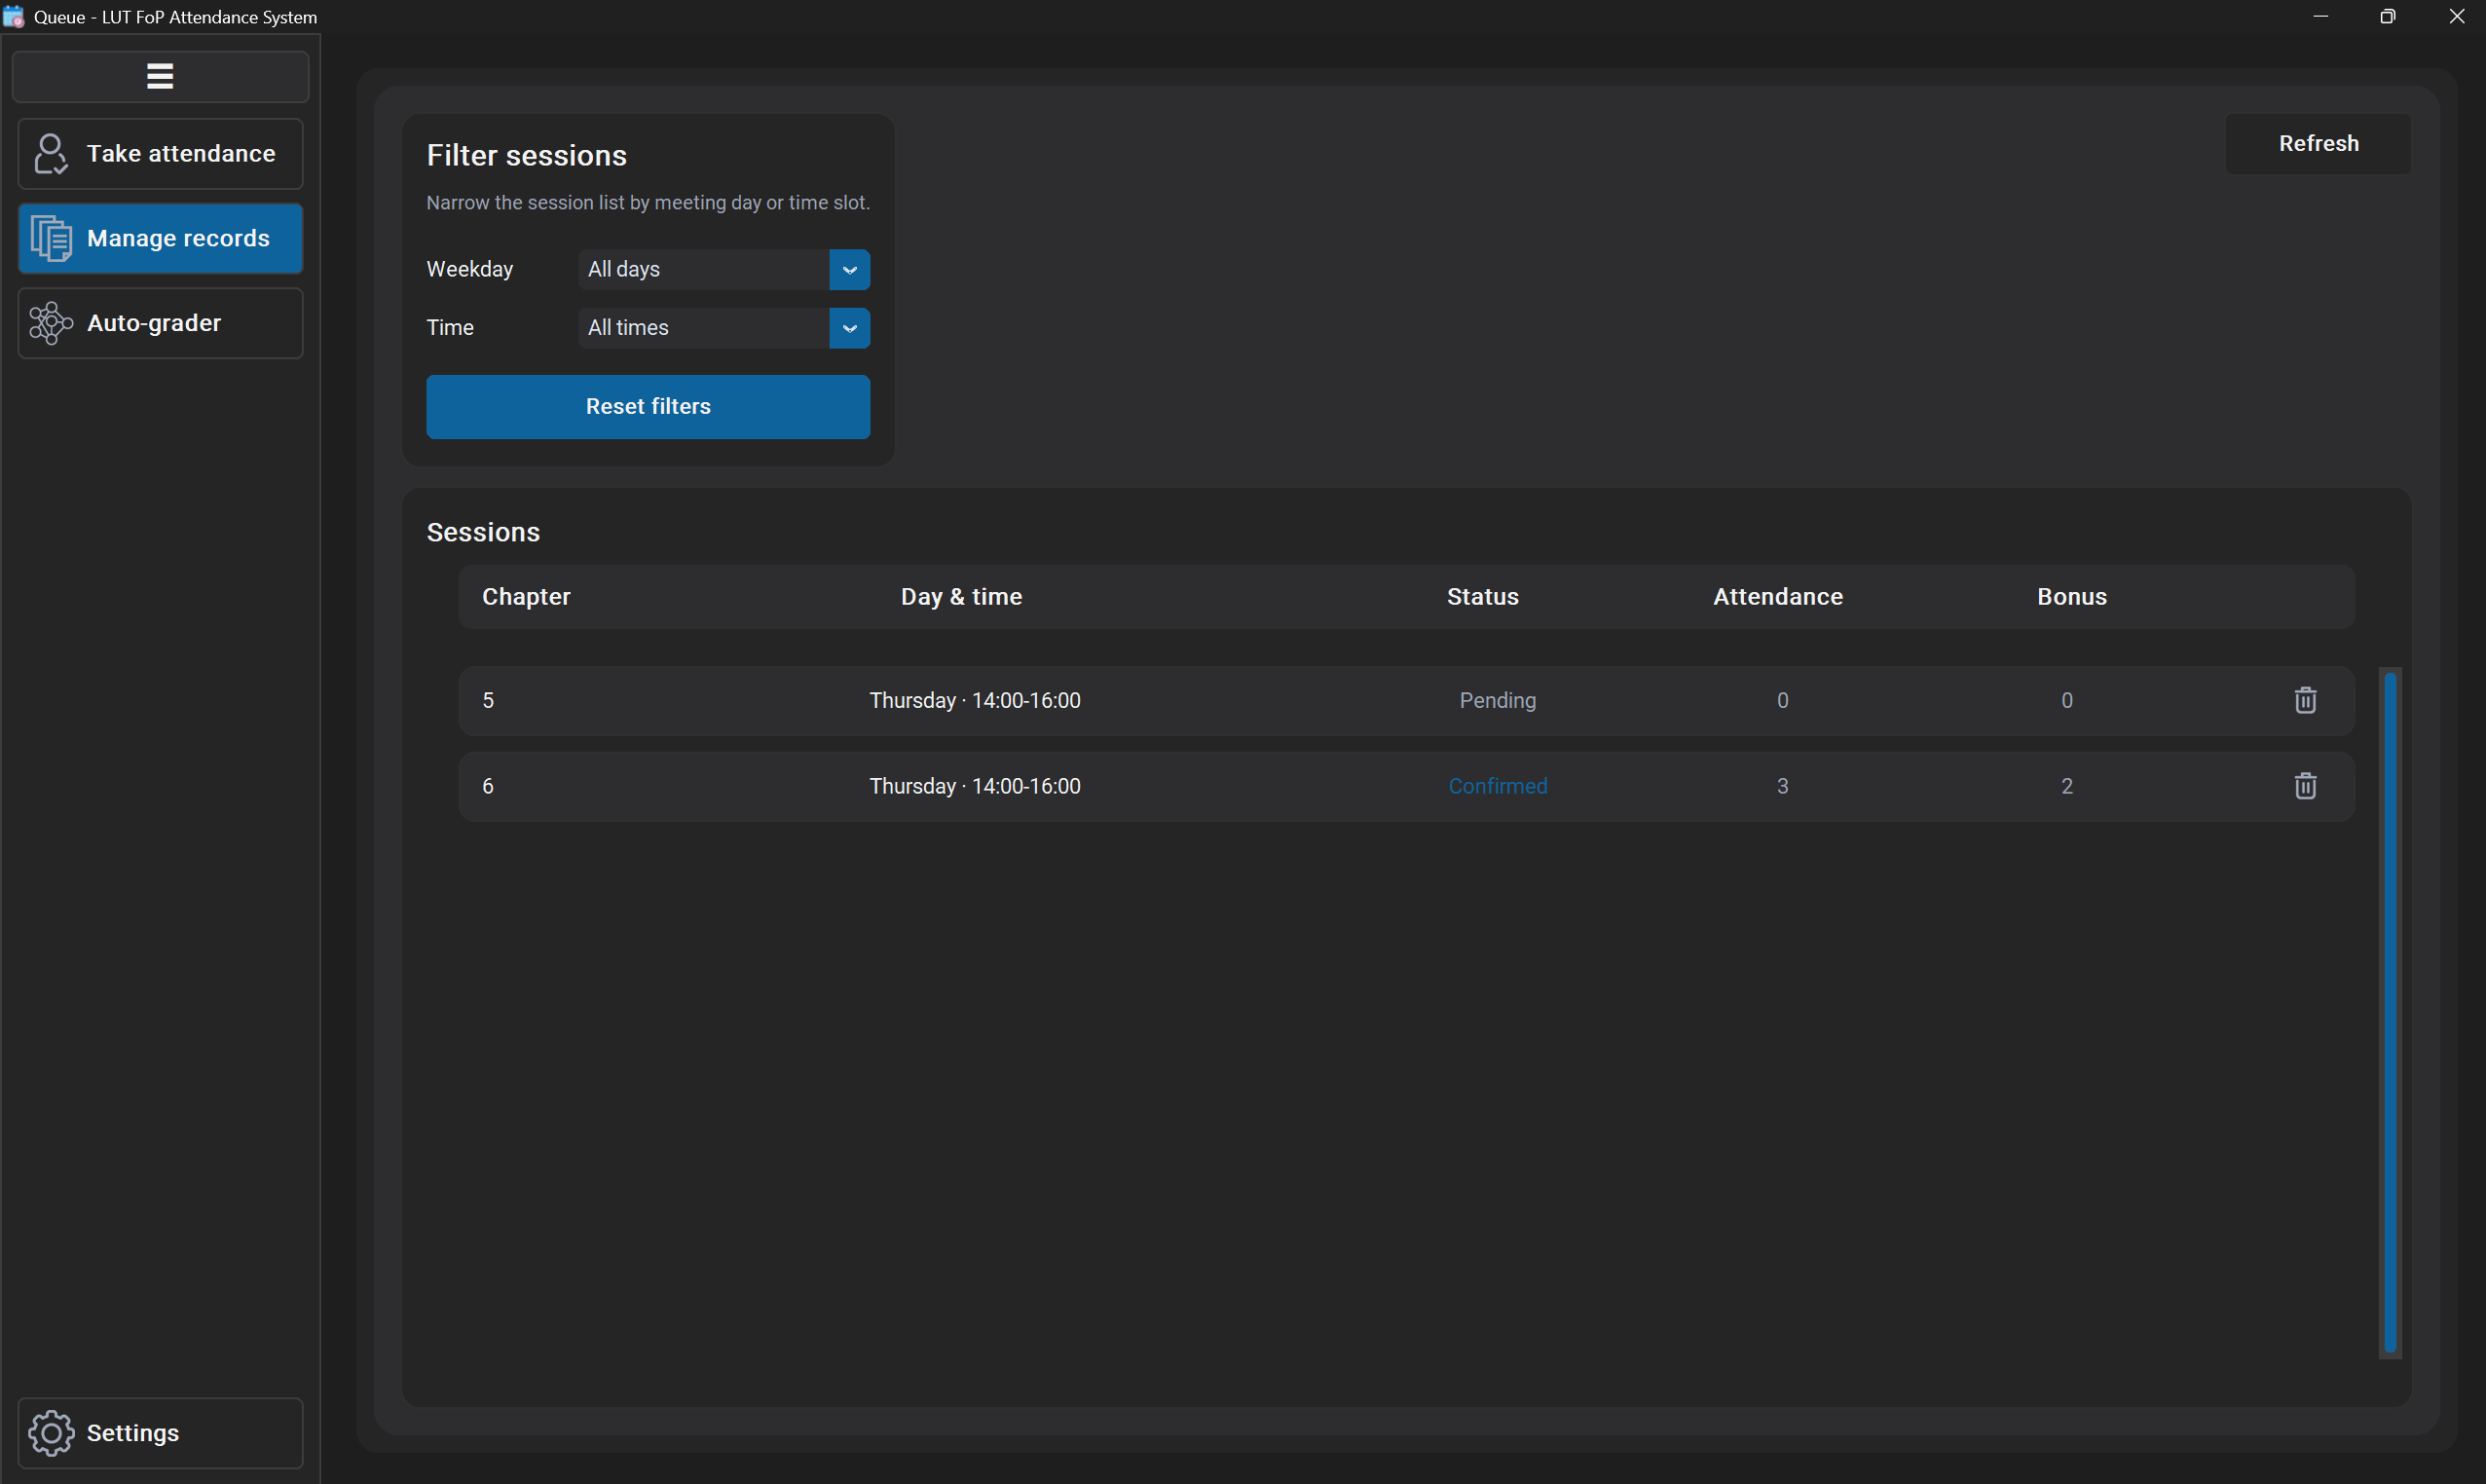 Queue - LUT FoP Attendance System
Take attendance
Manage records
Auto-grader
Settings
Filter sessions
Narrow the session list by meeting day or time slot.
Weekday All days
Time All times
Reset filters
Refresh
Sessions
Chapter Day & time Status Attendance Bonus
5 Thursday · 14:00-16:00 Pending 0 0
6 Thursday · 14:00-16:00 Confirmed 3 2